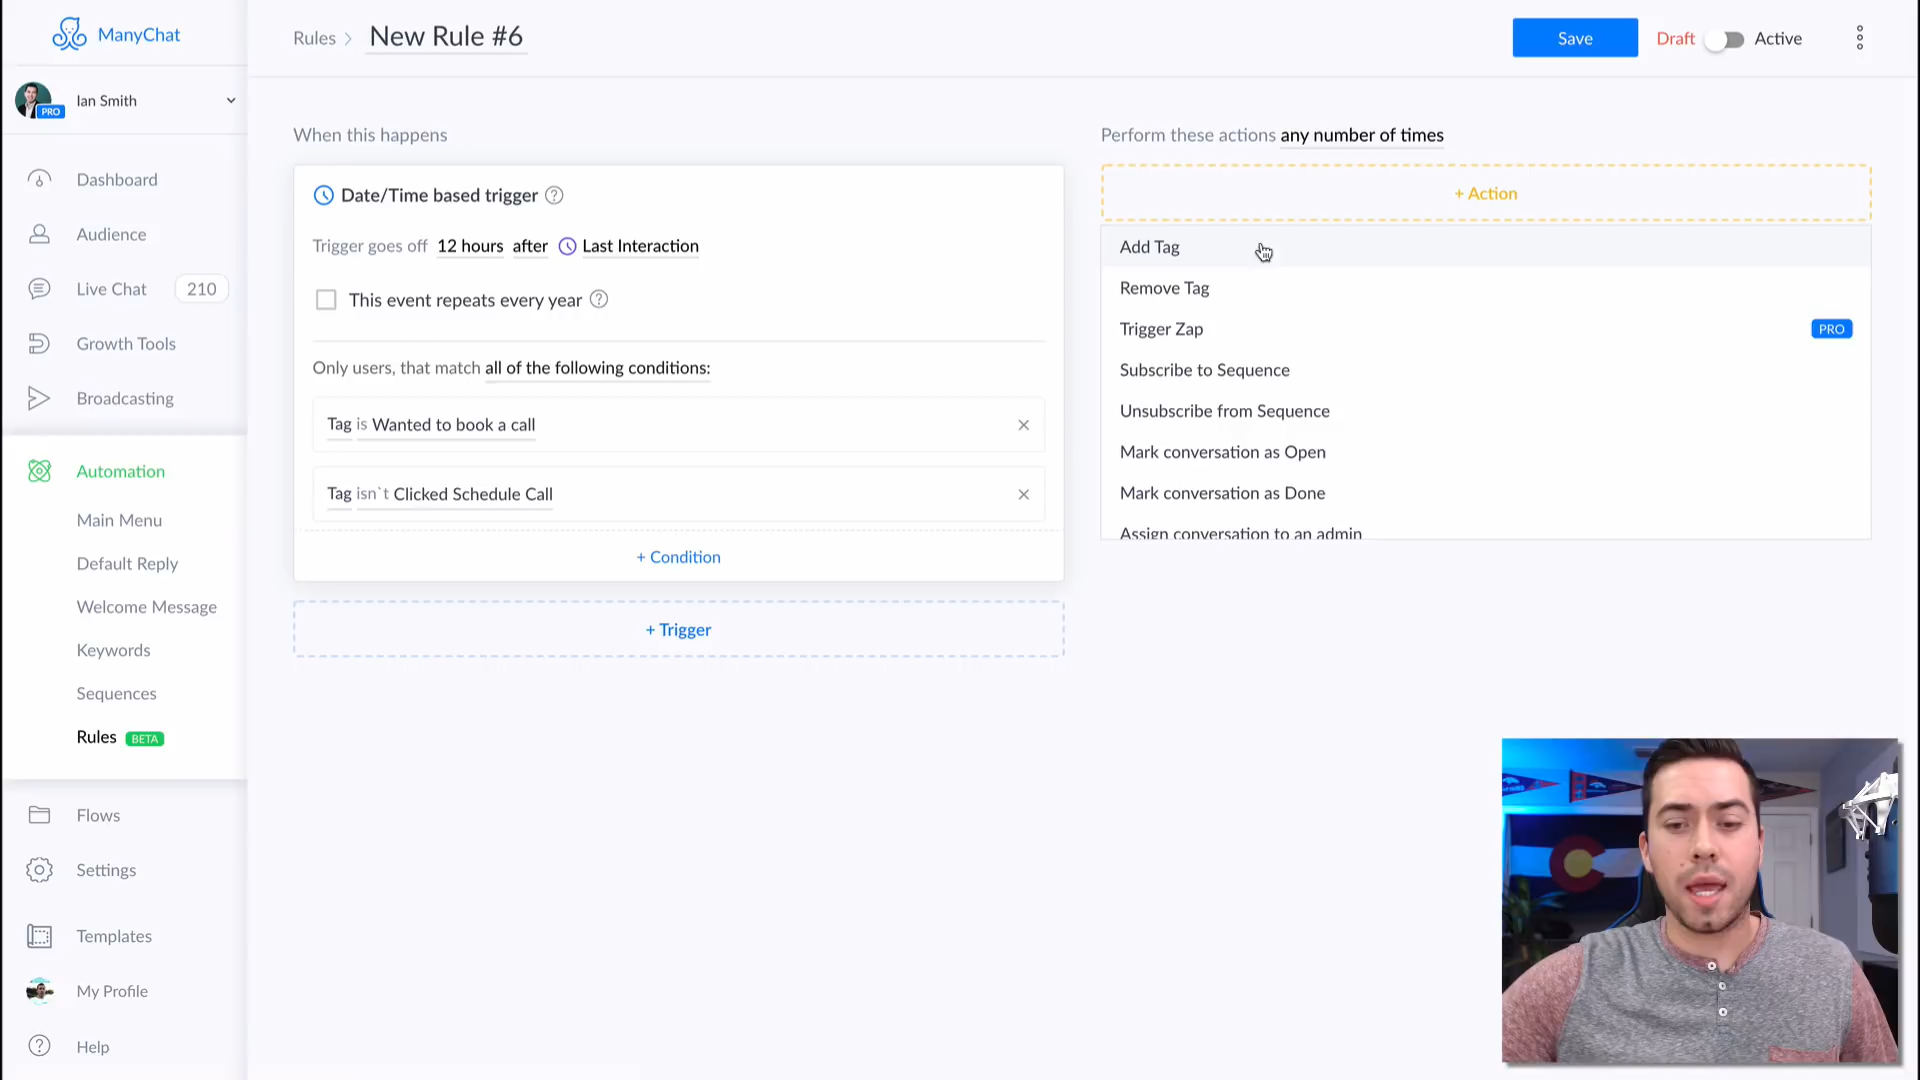 ManyChat
Rules > New Rule #6
Save
Draft
Active
PRO
Ian Smith
Dashboard
Audience
Live Chat 210
Growth Tools
Broadcasting
Automation
Main Menu
Default Reply
Welcome Message
Keywords
Sequences
Rules BETA
Flows
Settings
Templates
My Profile
Help
When this happens
Date/Time based trigger ?
Trigger goes off 12 hours after Last Interaction
This event repeats every year ?
Only users, that match all of the following conditions:
Tag is Wanted to book a call
Tag isn`t Clicked Schedule Call
+ Condition
+ Trigger
Perform these actions any number of times
+ Action
Add Tag
Remove Tag
Trigger Zap PRO
Subscribe to Sequence
Unsubscribe from Sequence
Mark conversation as Open
Mark conversation as Done
Assign conversation to an admin